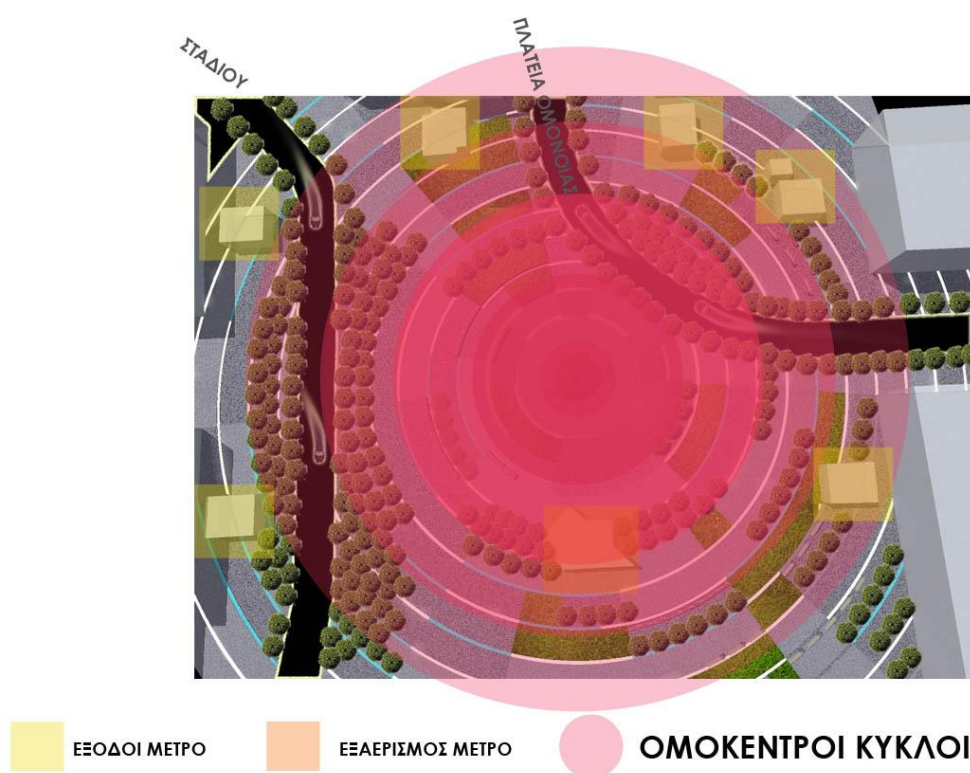 ΣΤΑΔΙΟΥ
ΠΛΑΤΕΙΑ ΟΜΟΝΟΙΑΣ
ΕΞΟΔΟΙ ΜΕΤΡΟ
ΕΞΑΕΡΙΣΜΟΣ ΜΕΤΡΟ
ΟΜΟΚΕΝΤΡΟΙ ΚΥΚΛΟΙ